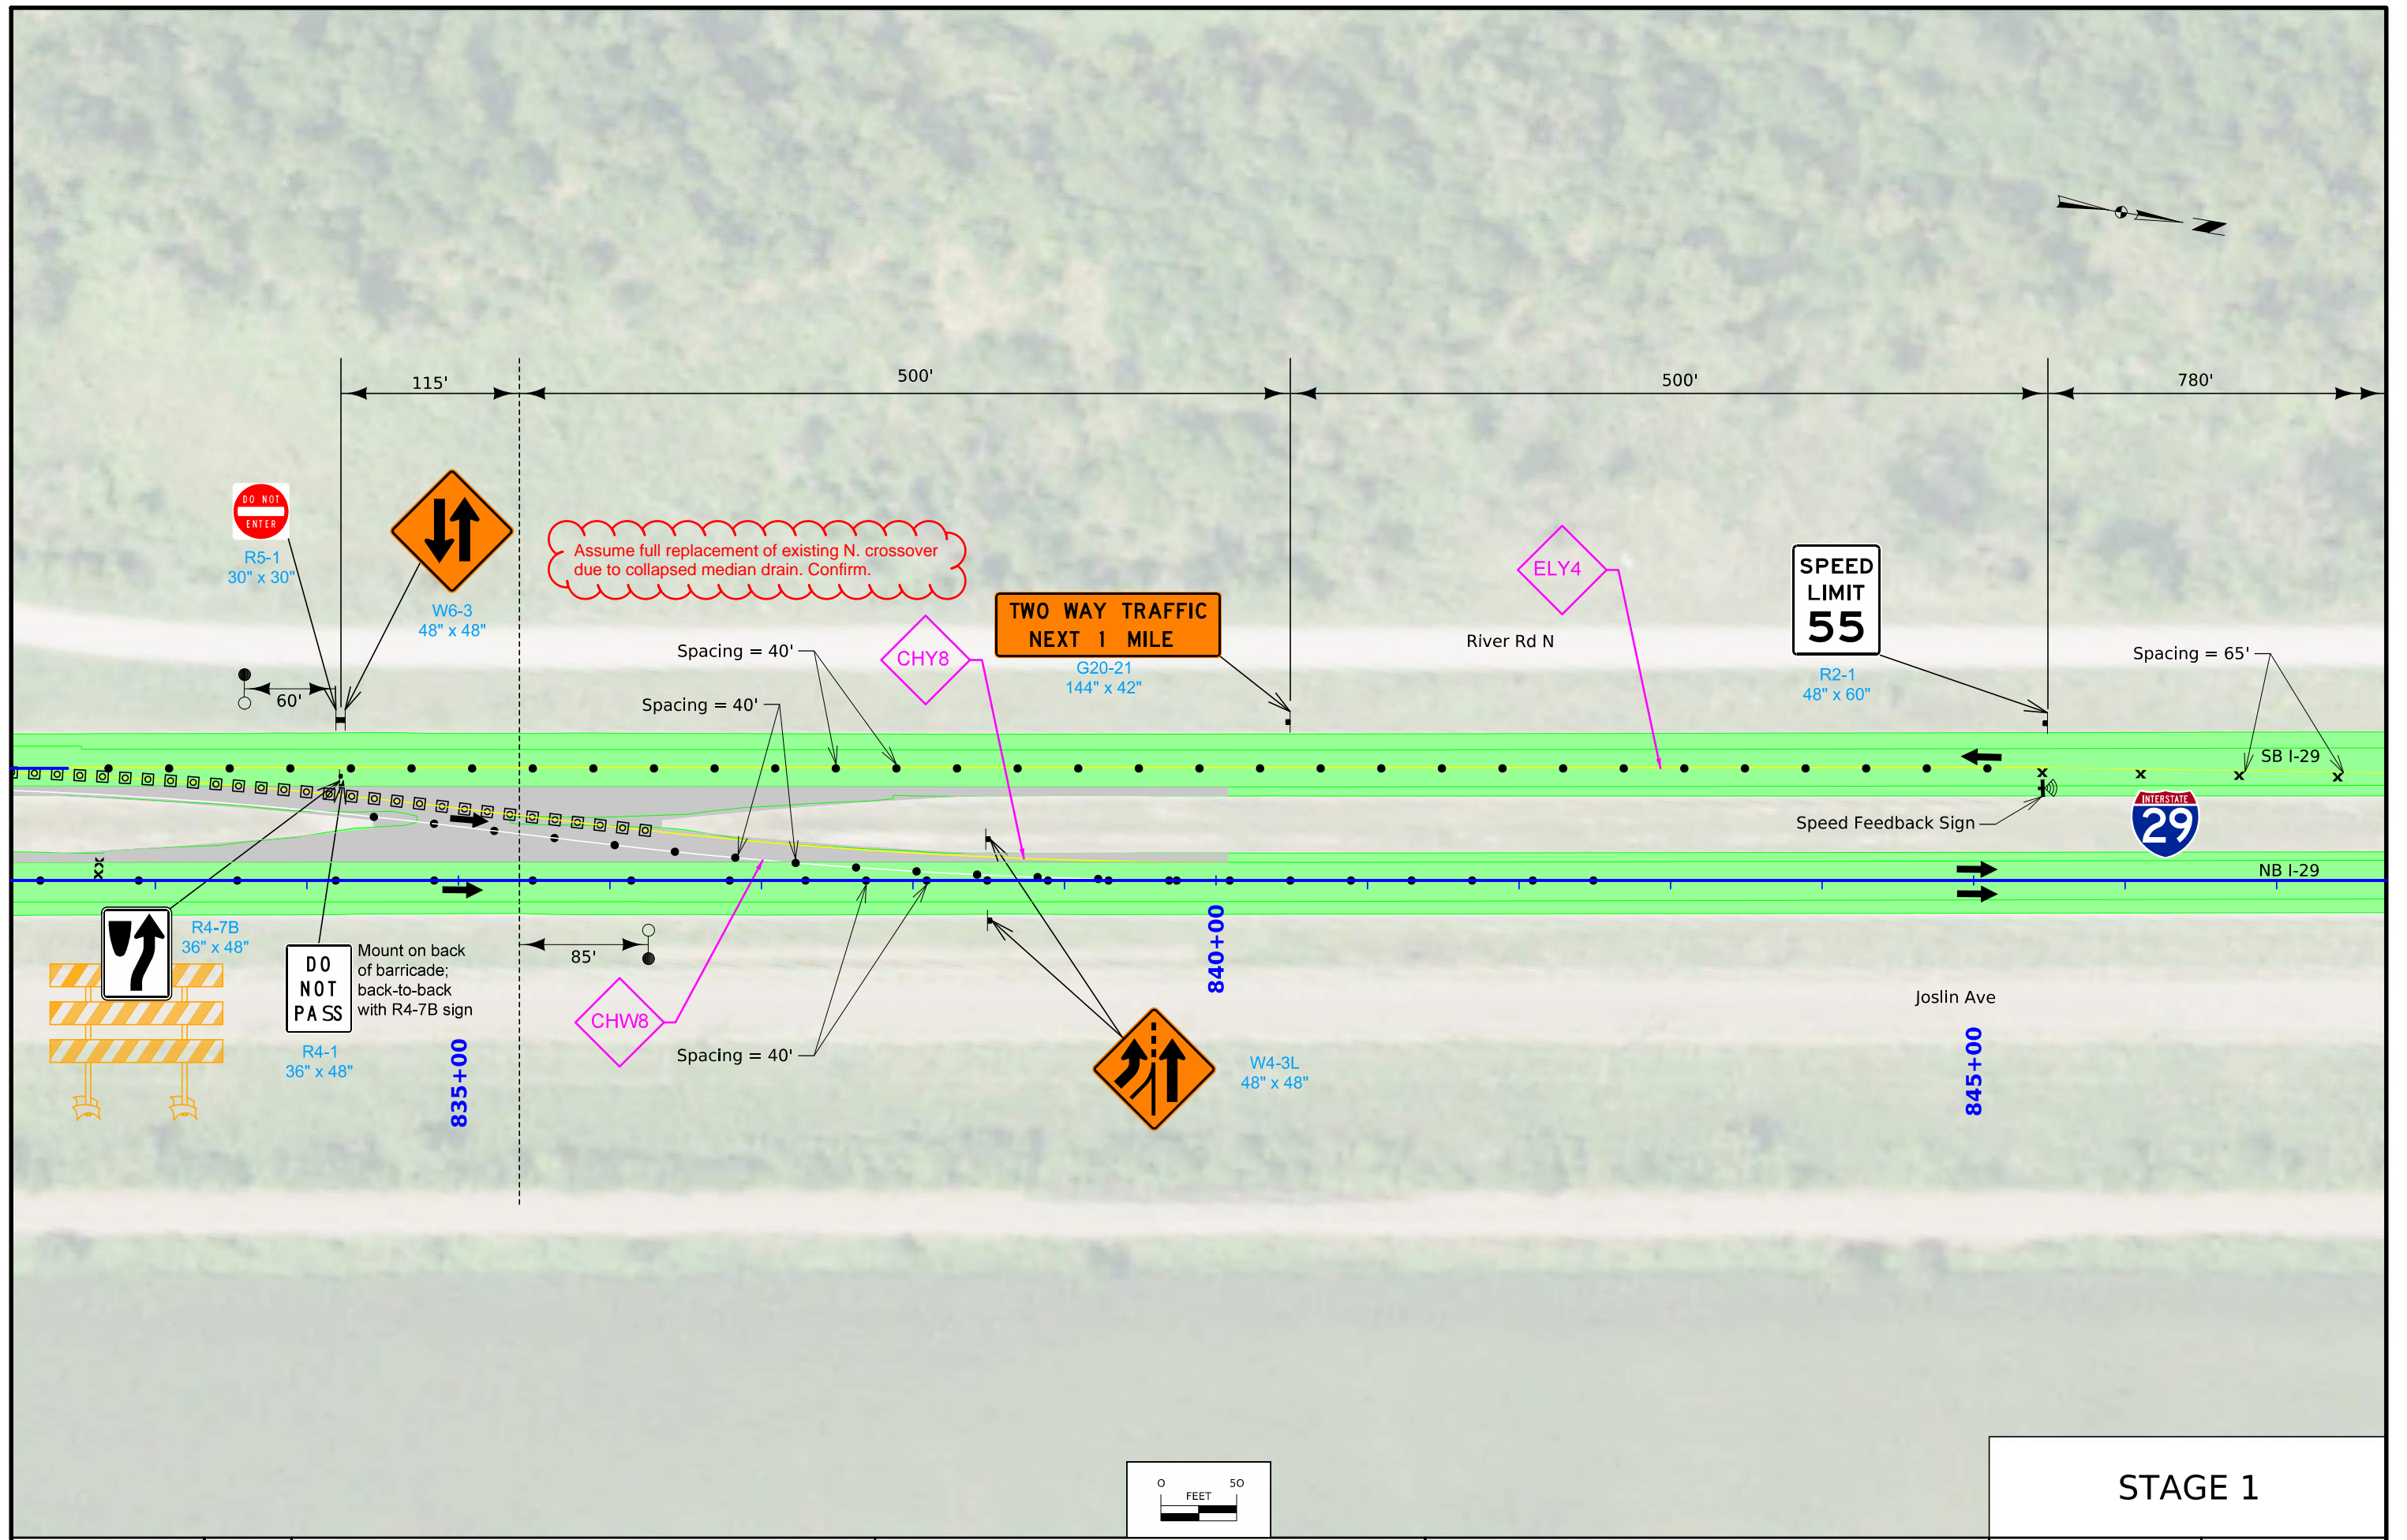 115'
500'
500'
780'
DO NOT
ENTER
R5-1
30" x 30"
W6-3
48" x 48"
Assume full replacement of existing N. crossover
due to collapsed median drain. Confirm.
ELY4
SPEED
LIMIT
55
R2-1
48" x 60"
TWO WAY TRAFFIC
NEXT 1 MILE
G20-21
144" x 42"
CHY8
River Rd N
Spacing = 40'
Spacing = 40'
Spacing = 65'
60'
SB I-29
Speed Feedback Sign
INTERSTATE
29
XX
X
X
X
X
NB I-29
R4-7B
36" x 48"
DO
NOT
PASS
Mount on back
of barricade;
back-to-back
with R4-7B sign
R4-1
36" x 48"
85'
CHW8
Spacing = 40'
835+00
840+00
845+00
W4-3L
48" x 48"
Joslin Ave
N
0 50
FEET
STAGE 1